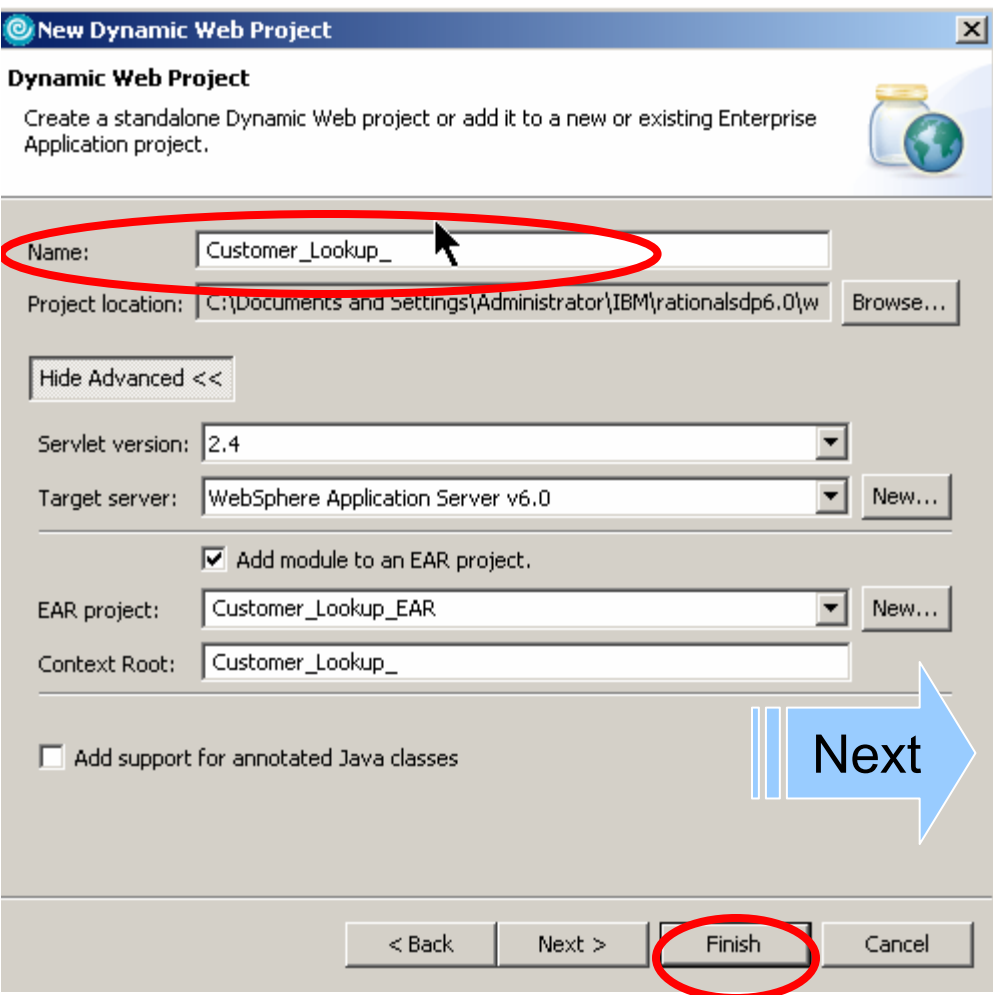 New Dynamic Web Project
Dynamic Web Project
Create a standalone Dynamic Web project or add it to a new or existing Enterprise
Application project.
Name: Customer_Lookup_
Project location: C:\Documents and Settings\Administrator\IBM\rationalsdp6.0\w Browse...
Hide Advanced <<
Servlet version: 2.4
Target server: WebSphere Application Server v6.0 New...
Add module to an EAR project.
EAR project: Customer_Lookup_EAR New...
Context Root: Customer_Lookup_
Add support for annotated Java classes
Next
< Back Next > Finish Cancel